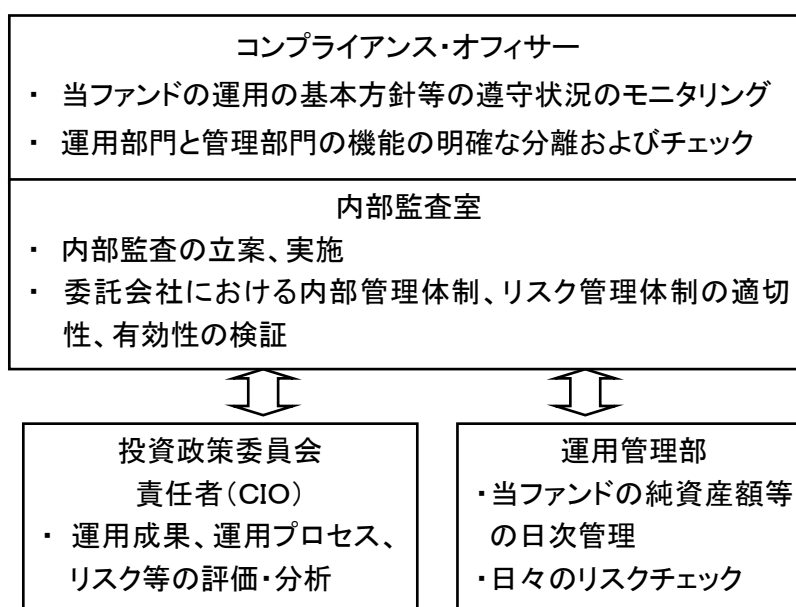 コンプライアンス・オフィサー
・ 当ファンドの運用の基本方針等の遵守状況のモニタリング
・ 運用部門と管理部門の機能の明確な分離およびチェック
内部監査室
・ 内部監査の立案、実施
・ 委託会社における内部管理体制、リスク管理体制の適切
性、有効性の検証
投資政策委員会
責任者(CIO)
・ 運用成果、運用プロセス、
リスク等の評価・分析
運用管理部
・当ファンドの純資産額等
の日次管理
・日々のリスクチェック